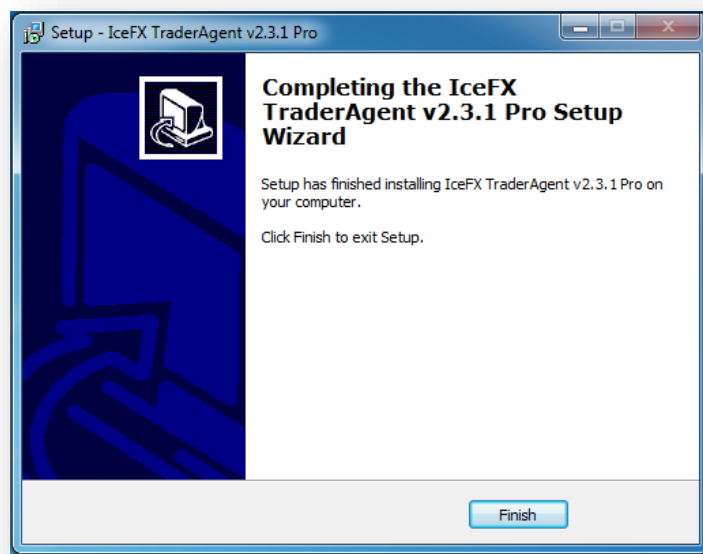 Setup - IceFX TraderAgent v2.3.1 Pro
Completing the IceFX
TraderAgent v2.3.1 Pro Setup
Wizard
Setup has finished installing IceFX TraderAgent v2.3.1 Pro on
your computer.
Click Finish to exit Setup.
Finish